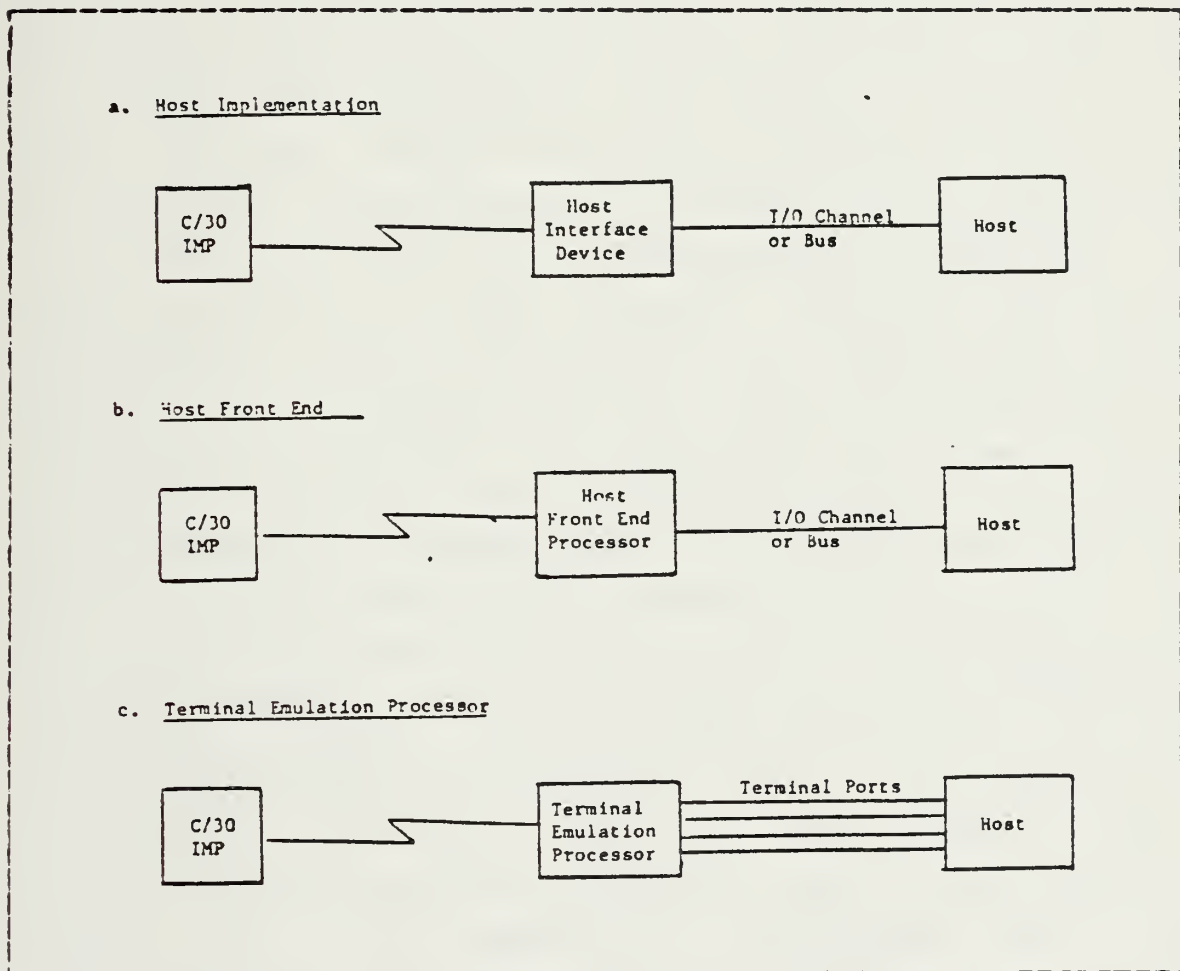 a. Host Implementation
C/30
IMP
Host
Interface
Device
I/O Channel
or Bus
Host
b. Host Front End
C/30
IMP
Host
Front End
Processor
I/O Channel
or Bus
Host
c. Terminal Emulation Processor
C/30
IMP
Terminal
Emulation
Processor
Terminal Ports
Host